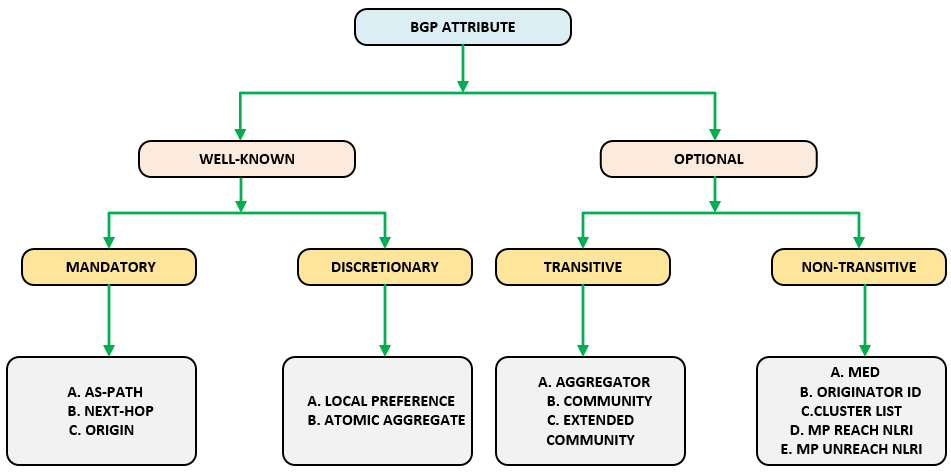 BGP ATTRIBUTE
WELL-KNOWN
OPTIONAL
MANDATORY
DISCRETIONARY
TRANSITIVE
NON-TRANSITIVE
A. AS-PATH
B. NEXT-HOP
C. ORIGIN
A. LOCAL PREFERENCE
B. ATOMIC AGGREGATE
A. AGGREGATOR
B. COMMUNITY
C. EXTENDED
COMMUNITY
A. MED
B. ORIGINATOR ID
C.CLUSTER LIST
D. MP REACH NLRI
E. MP UNREACH NLRI